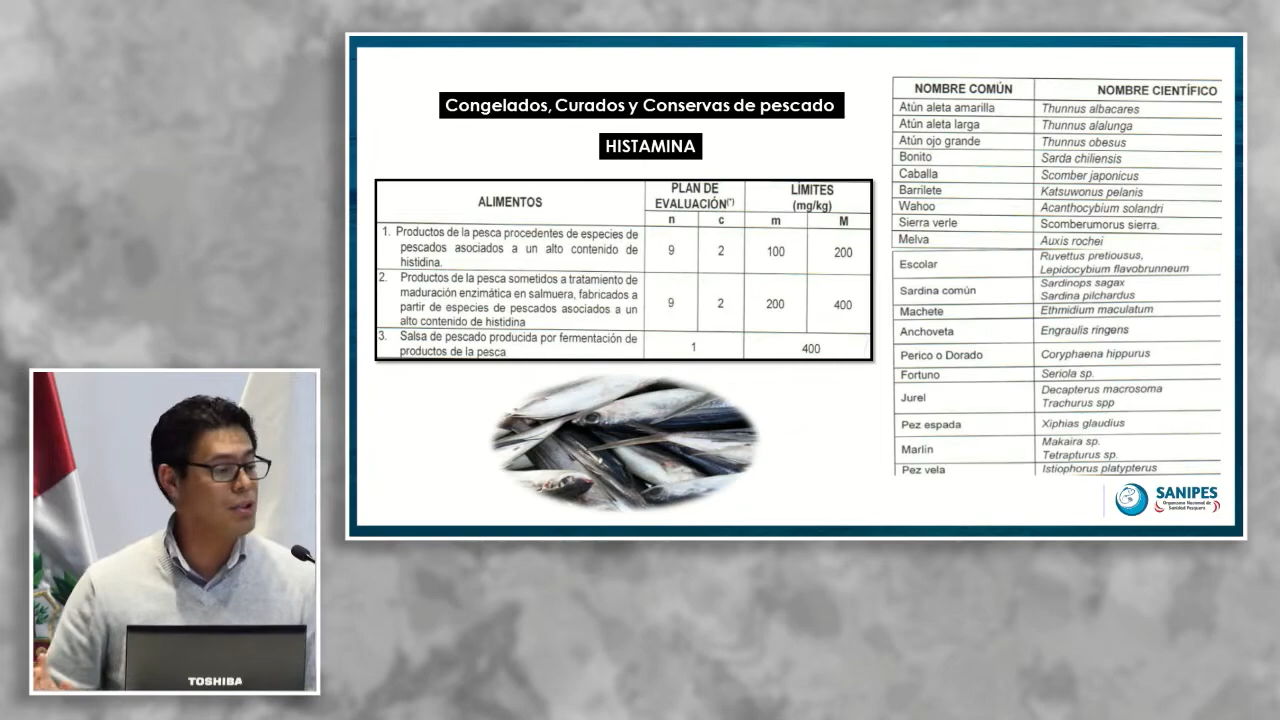 Congelados, Curados y Conservas de pescado
HISTAMINA
ALIMENTOS
PLAN DE
EVALUACIÓN(*)
LÍMITES
(mg/kg)
n
c
m
M
1. Productos de la pesca procedentes de especies de
pescados asociados a un alto contenido de
histidina.
9
2
100
200
2. Productos de la pesca sometidos a tratamiento de
maduración enzimática en salmuera, fabricados a
partir de especies de pescados asociados a un
alto contenido de histidina
9
2
200
400
3. Salsa de pescado producida por fermentación de
productos de la pesca
1
400
NOMBRE COMÚN
NOMBRE CIENTÍFICO
Atún aleta amarilla
Thunnus albacares
Atún aleta larga
Thunnus alalunga
Atún ojo grande
Thunnus obesus
Bonito
Sarda chiliensis
Caballa
Scomber japonicus
Barrilete
Katsuwonus pelanis
Wahoo
Acanthocybium solandri
Sierra verle
Scomberumorus sierra.
Melva
Auxis rochei
Escolar
Ruvettus pretiousus,
Lepidocybium flavobrunneum
Sardina común
Sardinops sagax
Sardina pilchardus
Machete
Ethmidium maculatum
Anchoveta
Engraulis ringens
Perico o Dorado
Coryphaena hippurus
Fortuno
Seriola sp.
Jurel
Decapterus macrosoma
Trachurus spp
Pez espada
Xiphias gladius
Marlin
Makaira sp.
Tetrapturus sp.
Pez vela
Istiophorus platypterus
SANIPES
Organismo Nacional de
Sanidad Pesquera
TOSHIBA